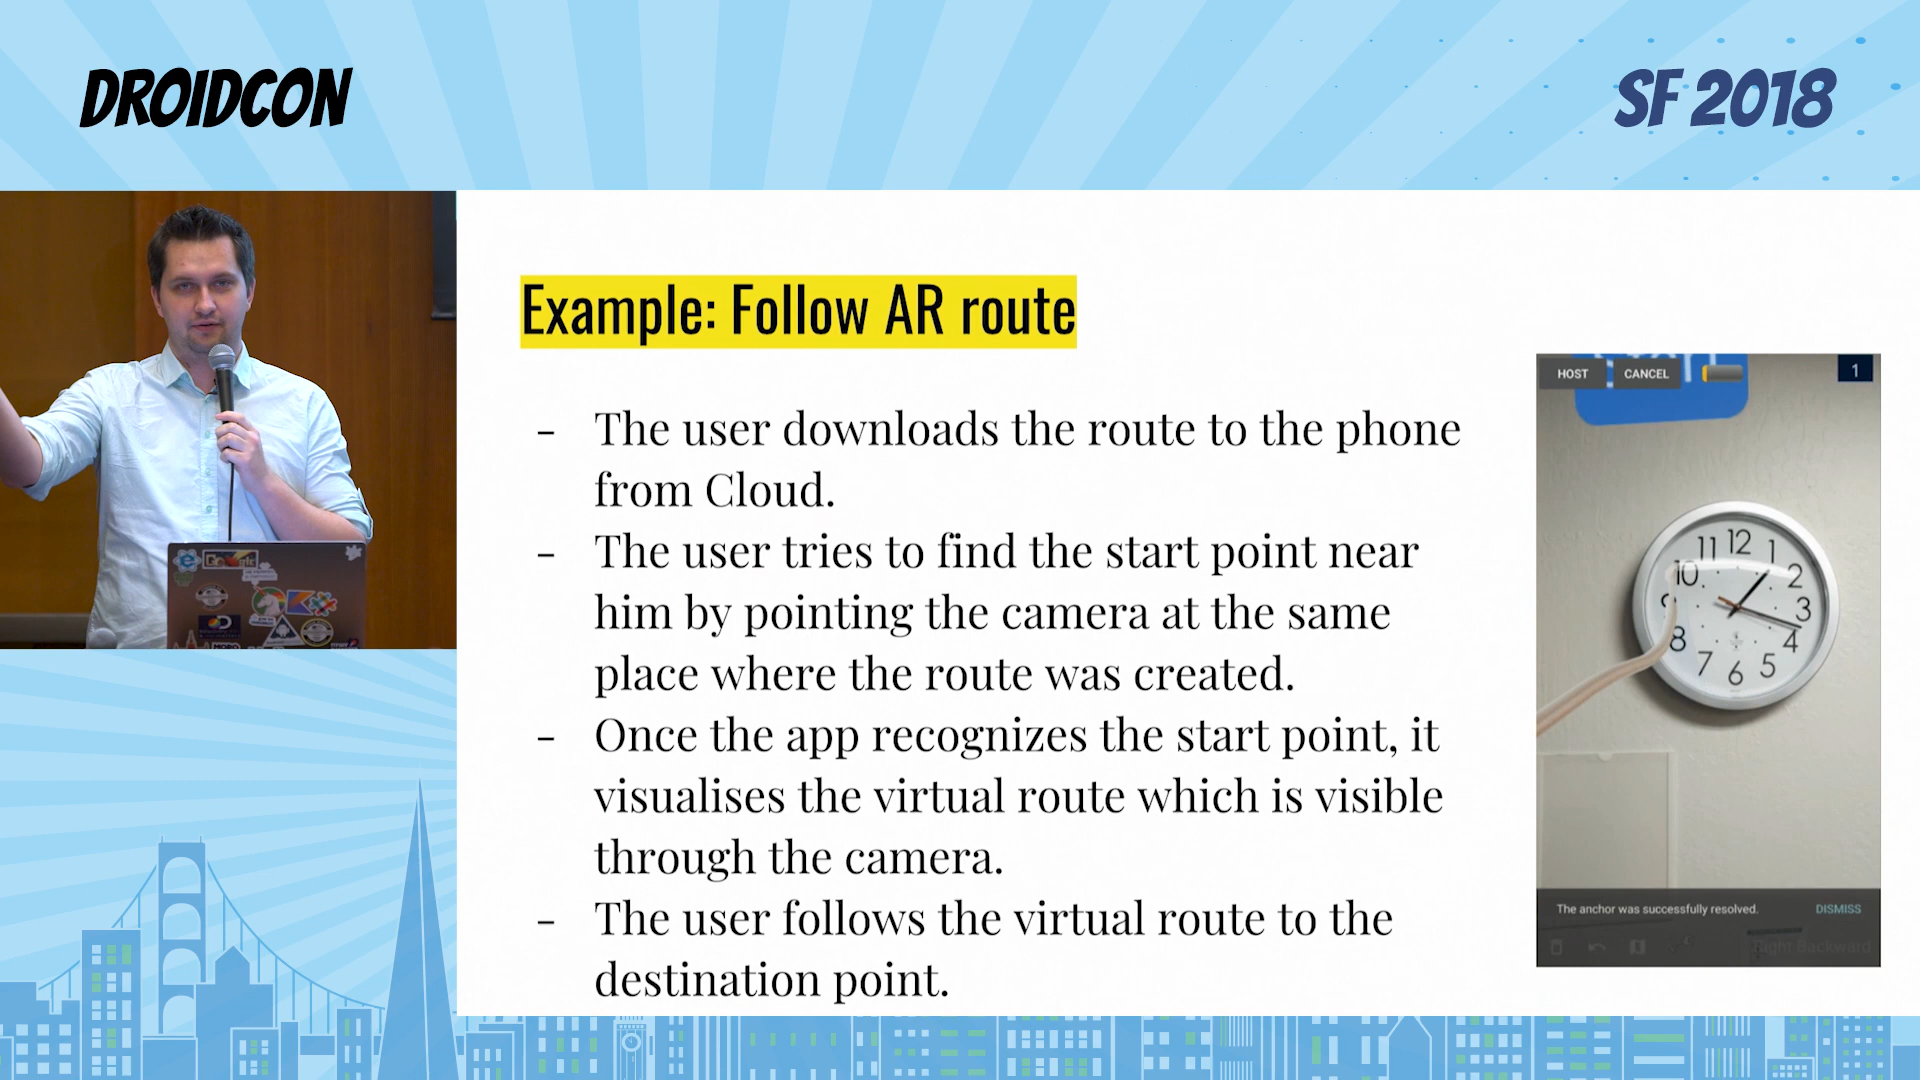 DROIDCON
SF 2018
Example: Follow AR route
- The user downloads the route to the phone
from Cloud.
- The user tries to find the start point near
him by pointing the camera at the same
place where the route was created.
- Once the app recognizes the start point, it
visualises the virtual route which is visible
through the camera.
- The user follows the virtual route to the
destination point.
HOST CANCEL 1
11 12 1
10 2
3
8 4
7 6 5
The anchor was successfully resolved. DISMISS
Right Backward
Google